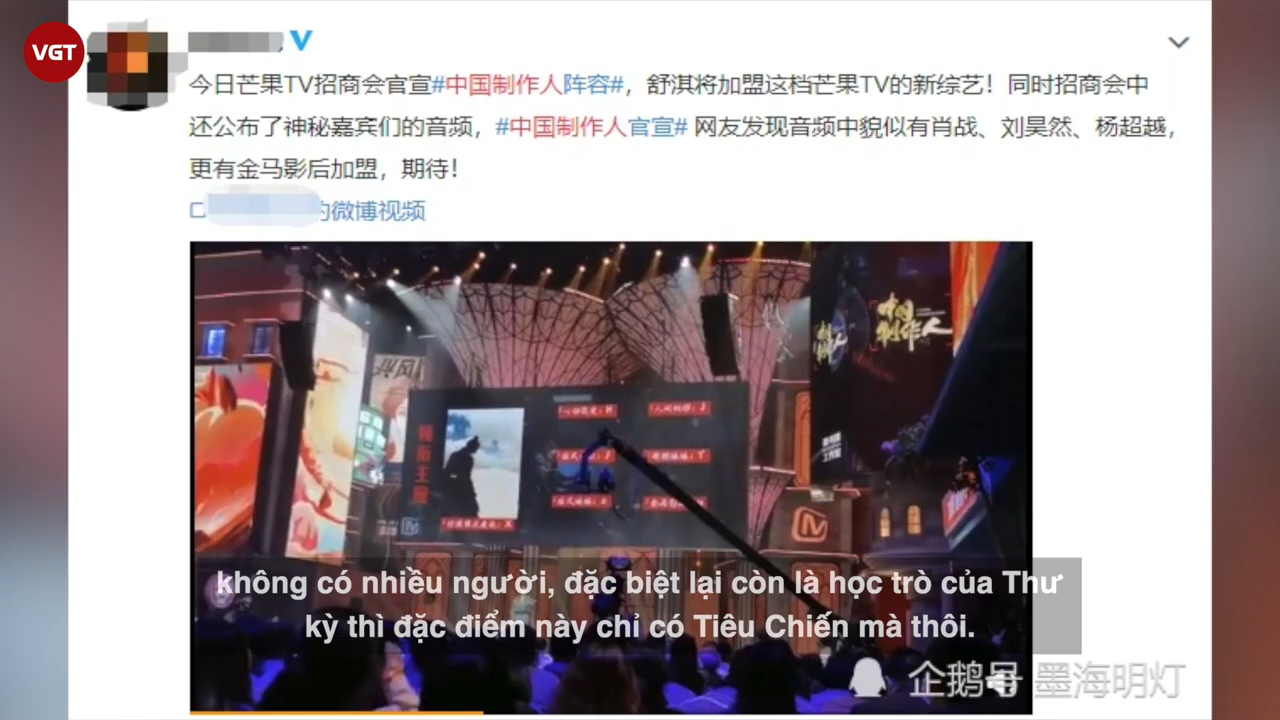 VGT
今日芒果TV招商会官宣#中国制作人阵容#，舒淇将加盟这档芒果TV的新综艺！同时招商会中
还公布了神秘嘉宾们的音频，#中国制作人官宣# 网友发现音频中貌似有肖战、刘昊然、杨超越，
更有金马影后加盟，期待！
的微博视频
中国
制作人
không có nhiều người, đặc biệt lại còn là học trò của Thư
kỳ thì đặc điểm này chỉ có Tiêu Chiến mà thôi.
企鹅号 墨海明灯